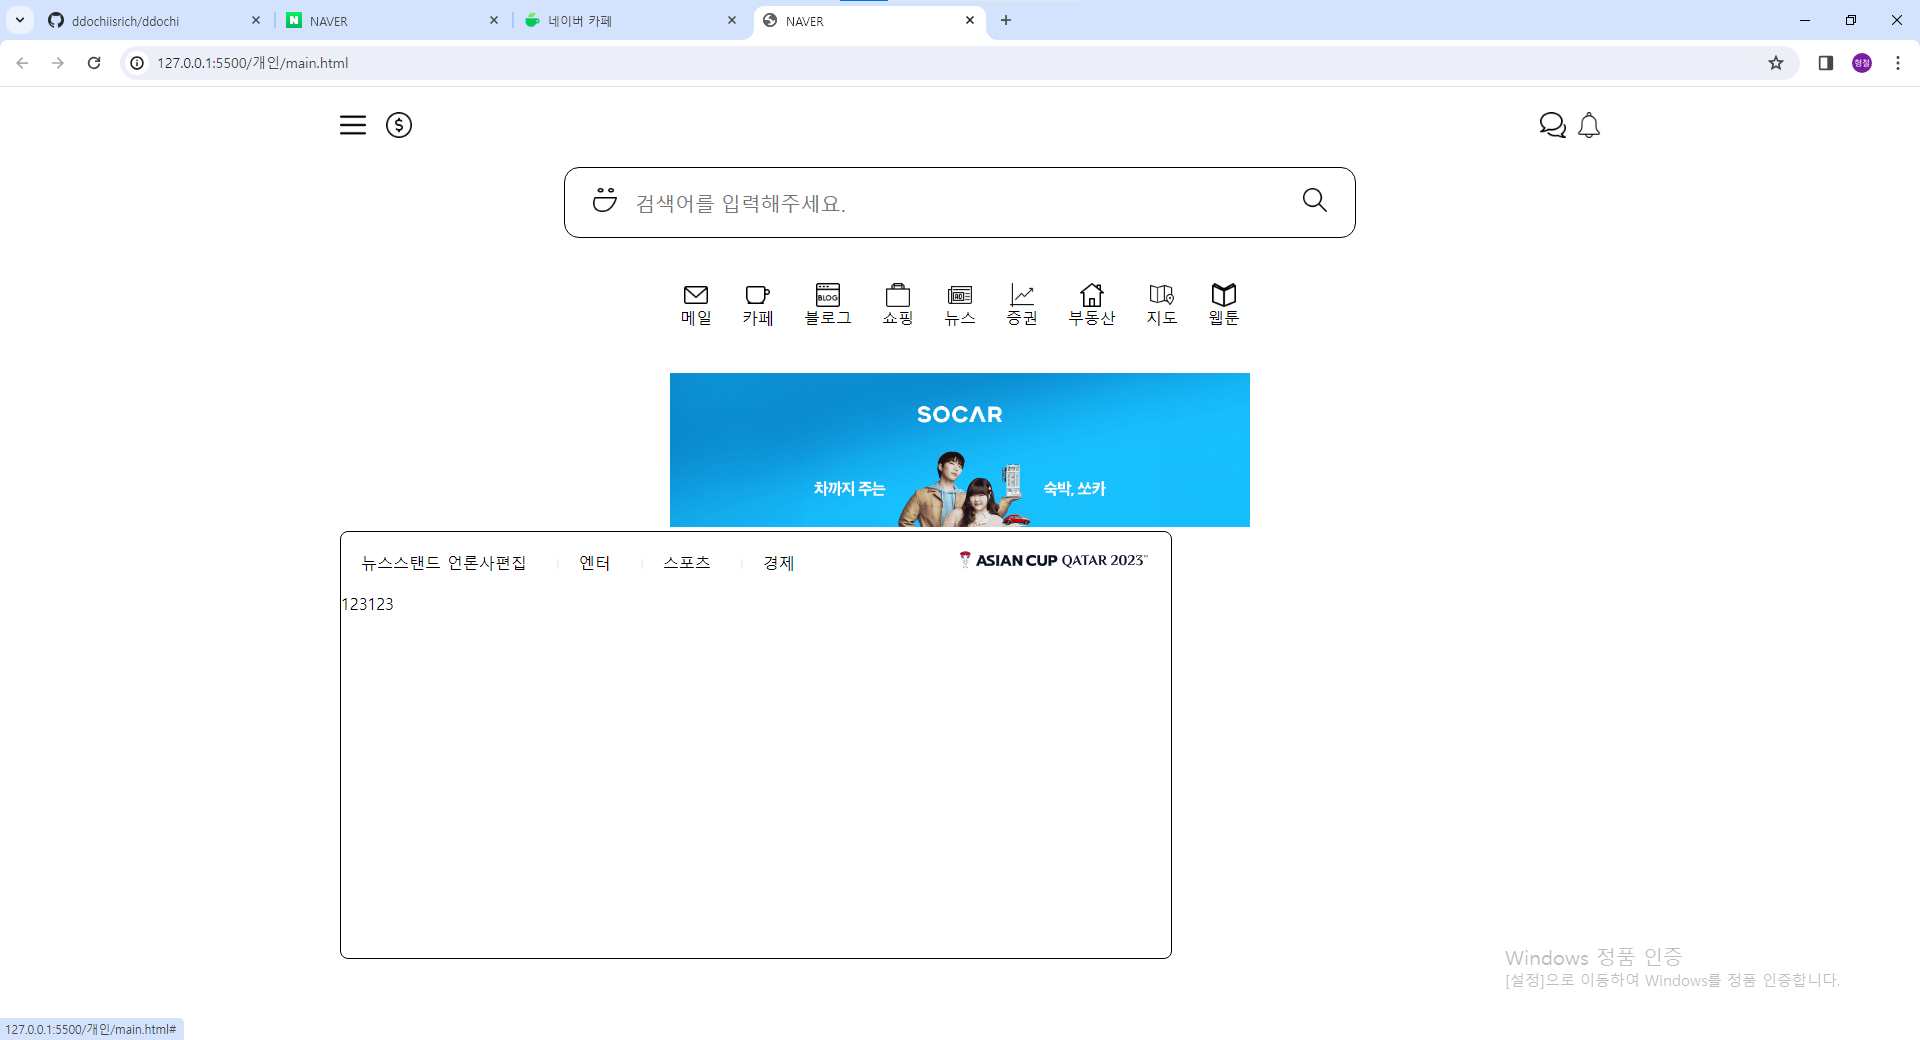 ddochiisrich/ddochi
NAVER
네이버 카페
NAVER
127.0.0.1:5500/개인/main.html
형철
검색어를 입력해주세요.
메일 카페 블로그 쇼핑 뉴스 증권 부동산 지도 웹툰
SOCAR
차까지 주는 숙박, 쏘카
뉴스스탠드 언론사편집 엔터 스포츠 경제
ASIAN CUP QATAR 2023™
123123
Windows 정품 인증
[설정]으로 이동하여 Windows를 정품 인증합니다.
127.0.0.1:5500/개인/main.html#